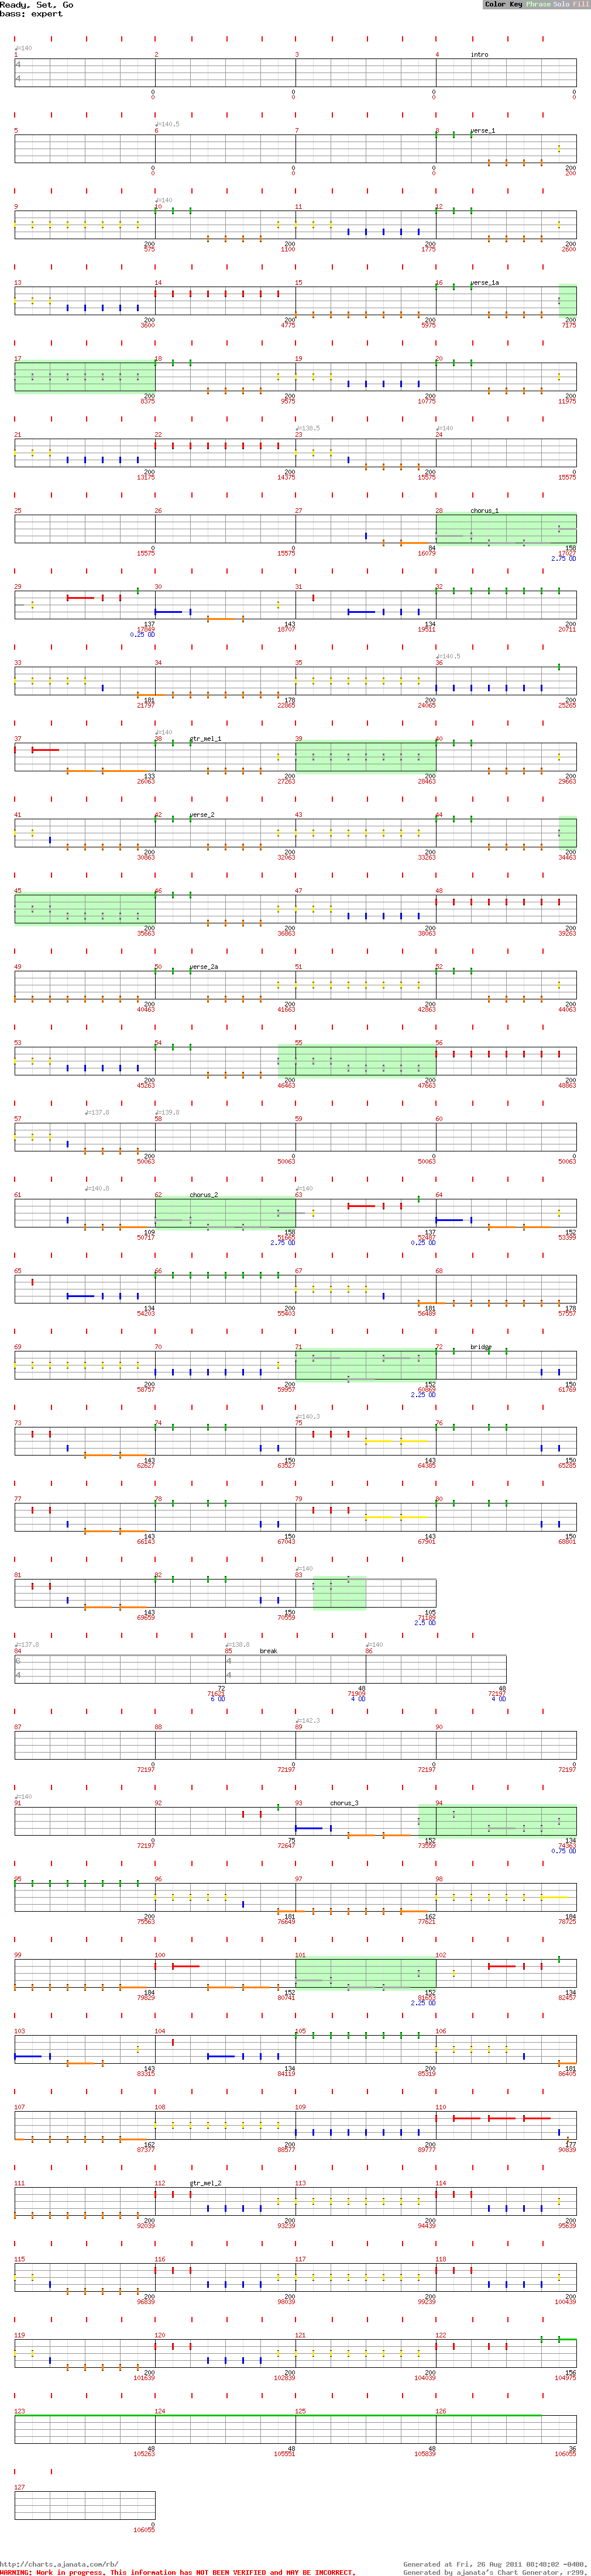 Ready, Set, Go
bass: expert
Color Key Phrase Solo Fill
♩=140
1 2 3 4 intro
4
4
0 0 0 0
0 0 0 0
♩=140.5
5 6 7 8 verse_1
0 0 0 200
0 0 0 200
♩=140
9 10 11 12
200 200 200 200
575 1100 1775 2600
13 14 15 16 verse_1a
200 200 200 200
3600 4775 5975 7175
17 18 19 20
200 200 200 200
8375 9575 10775 11975
♩=138.5 ♩=140
21 22 23 24
200 200 200 0
13175 14375 15575 15575
25 26 27 28 chorus_1
0 0 84 158
15575 15575 16079 17027
2.75 OD
29 30 31 32
137 143 134 200
17849 18707 19511 20711
0.25 OD
♩=140.5
33 34 35 36
181 178 200 200
21797 22865 24065 25265
♩=140
37 38 gtr_mel_1 39 40
133 200 200 200
26063 27263 28463 29663
41 42 verse_2 43 44
200 200 200 200
30863 32063 33263 34463
45 46 47 48
200 200 200 200
35663 36863 38063 39263
49 50 verse_2a 51 52
200 200 200 200
40463 41663 42863 44063
53 54 55 56
200 200 200 200
45263 46463 47663 48863
♩=137.8 ♩=139.8
57 58 59 60
200 0 0 0
50063 50063 50063 50063
♩=140.8 ♩=140
61 62 chorus_2 63 64
109 158 137 152
50717 51665 52487 53399
2.75 OD 0.25 OD
65 66 67 68
134 200 181 178
54203 55403 56489 57557
69 70 71 72 bridge
200 200 152 150
58757 59957 60869 61769
2.25 OD
♩=140.3
73 74 75 76
143 150 143 150
62627 63527 64385 65285
77 78 79 80
143 150 143 150
66143 67043 67901 68801
♩=140
81 82 83
143 150 105
69659 70559 71189
2.5 OD
♩=137.8 ♩=138.8 ♩=140
84 85 break 86
6 4
4 4
72 48 48
71621 71909 72197
6 OD 4 OD 4 OD
♩=142.3
87 88 89 90
0 0 0 0
72197 72197 72197 72197
♩=140
91 92 93 chorus_3 94
0 75 152 134
72197 72647 73559 74363
0.75 OD
95 96 97 98
200 181 162 184
75563 76649 77621 78725
99 100 101 102
184 152 152 134
79829 80741 81653 82457
2.25 OD
103 104 105 106
143 134 200 181
83315 84119 85319 86405
107 108 109 110
162 200 200 177
87377 88577 89777 90839
111 112 gtr_mel_2 113 114
200 200 200 200
92039 93239 94439 95639
115 116 117 118
200 200 200 200
96839 98039 99239 100439
119 120 121 122
200 200 200 156
101639 102839 104039 104975
123 124 125 126
48 48 48 36
105263 105551 105839 106055
127
0
106055
http://charts.ajanata.com/rb/ Generated at Fri, 26 Aug 2011 08:48:02 -0400.
WARNING: Work in progress. This information has NOT BEEN VERIFIED and MAY BE INCORRECT. Generated by ajanata's Chart Generator, r299.